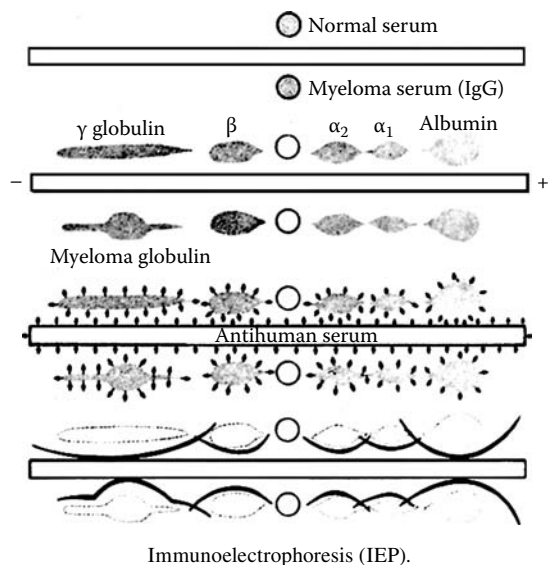 Normal serum
Myeloma serum (IgG)
γ globulin β α₂ α₁ Albumin
– +
Myeloma globulin
Antihuman serum
Immunoelectrophoresis (IEP).